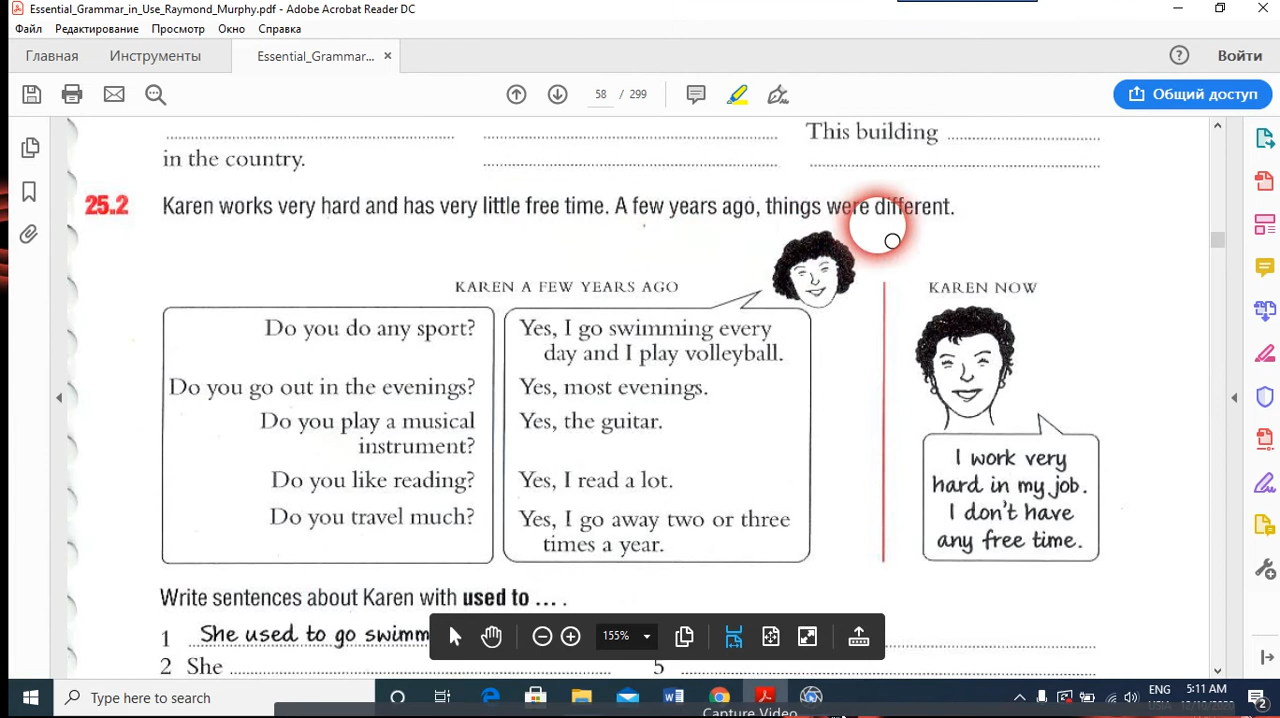 Essential_Grammar_in_Use_Raymond_Murphy.pdf - Adobe Acrobat Reader DC
Файл Редактирование Просмотр Окно Справка
Главная Инструменты Essential_Grammar... × Войти
58 / 299 Общий доступ
This building
in the country.
25.2 Karen works very hard and has very little free time. A few years ago, things were different.
KAREN A FEW YEARS AGO
KAREN NOW
Do you do any sport?
Yes, I go swimming every
day and I play volleyball.
Do you go out in the evenings?
Yes, most evenings.
Do you play a musical
instrument?
Yes, the guitar.
Do you like reading?
Yes, I read a lot.
Do you travel much?
Yes, I go away two or three
times a year.
I work very
hard in my job.
I don't have
any free time.
Write sentences about Karen with used to ... .
1 She used to go swimm
2 She
5
155%
Type here to search
ENG
5:11 AM
12/10/2020
2
Capture Video